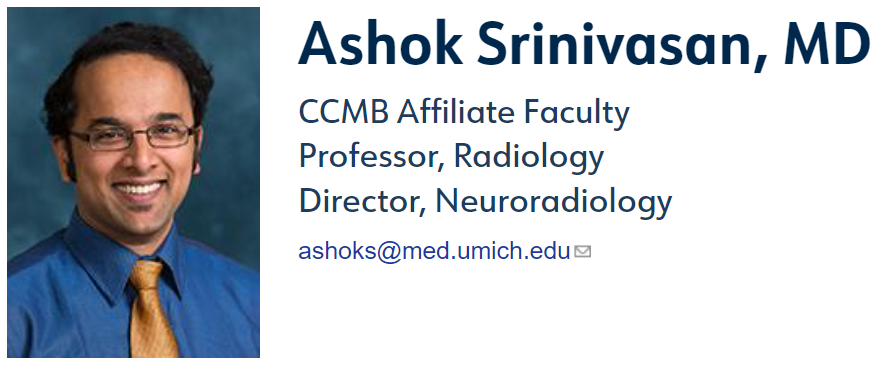 Ashok Srinivasan, MD
CCMB Affiliate Faculty
Professor, Radiology
Director, Neuroradiology
ashoks@med.umich.edu